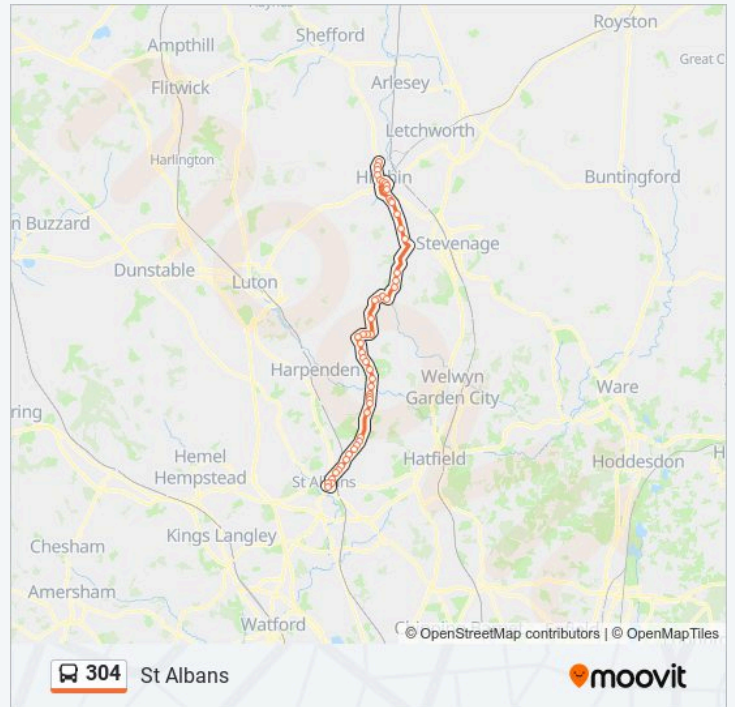 Royston
Shefford
Ampthill
Great C
Arlesey
Flitwick
Letchworth
Harlington
Buntingford
n Buzzard
Stevenage
Dunstable
Luton
Harpenden
Welwyn
Garden City
Ware
ring
Hemel
Hempstead
Hatfield
Hoddesdon
H
St Albans
Kings Langley
Chesham
Amersham
Watford
© OpenStreetMap contributors | © OpenMapTiles
304 St Albans
moovit